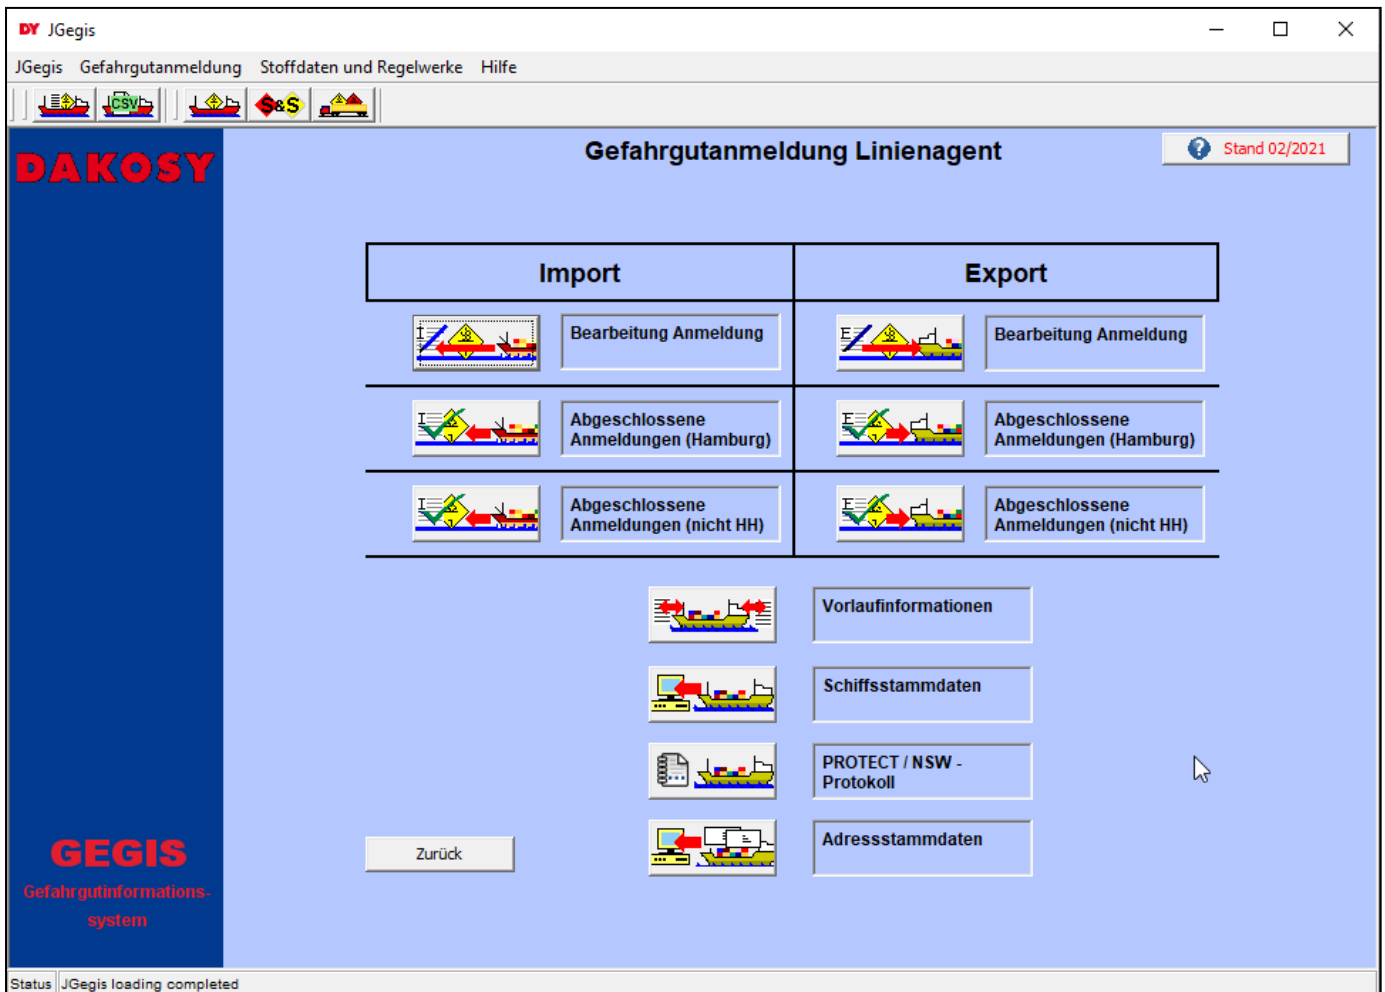 DY JGegis
JGegis Gefahrgutanmeldung Stoffdaten und Regelwerke Hilfe
CSV S&S
DAKOSY
Gefahrgutanmeldung Linienagent
? Stand 02/2021
Import Export
Bearbeitung Anmeldung
Bearbeitung Anmeldung
Abgeschlossene
Anmeldungen (Hamburg)
Abgeschlossene
Anmeldungen (Hamburg)
Abgeschlossene
Anmeldungen (nicht HH)
Abgeschlossene
Anmeldungen (nicht HH)
Vorlaufinformationen
Schiffsstammdaten
PROTECT / NSW -
Protokoll
Adressstammdaten
Zurück
GEGIS
Gefahrgutinformations-
system
Status JGegis loading completed